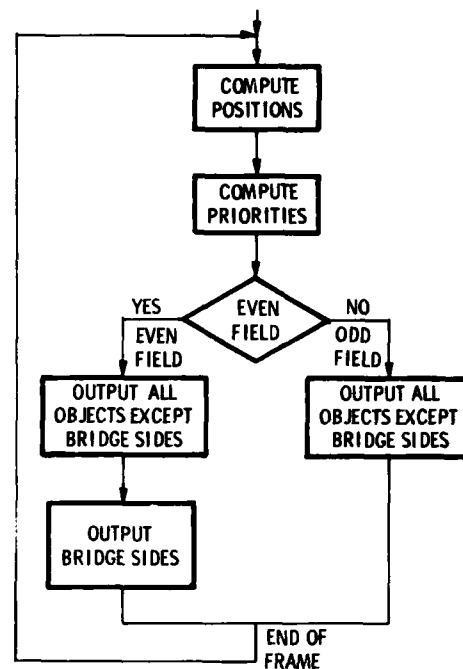 COMPUTE
POSITIONS
COMPUTE
PRIORITIES
EVEN
FIELD
YES
EVEN
FIELD
NO
ODD
FIELD
OUTPUT ALL
OBJECTS EXCEPT
BRIDGE SIDES
OUTPUT ALL
OBJECTS EXCEPT
BRIDGE SIDES
OUTPUT
BRIDGE SIDES
END OF
FRAME